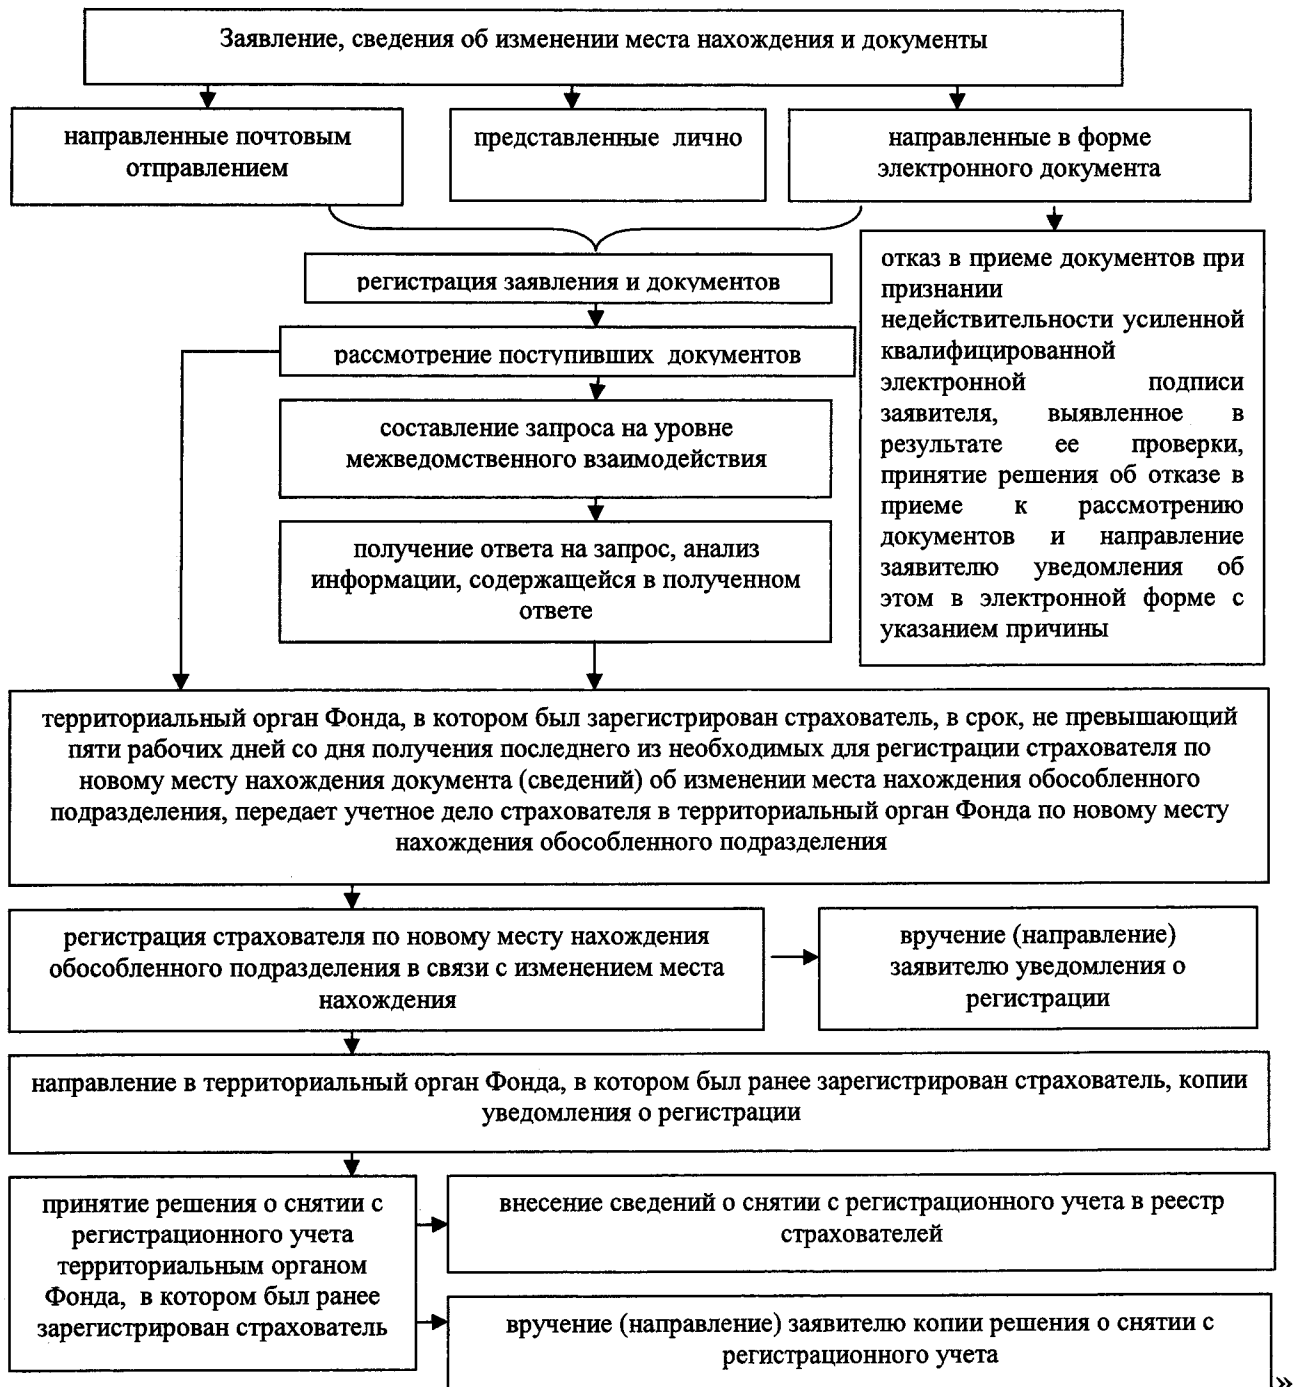 Заявление, сведения об изменении места нахождения и документы
направленные почтовым
отправлением
представленные лично
направленные в форме
электронного документа
регистрация заявления и документов
рассмотрение поступивших документов
составление запроса на уровне
межведомственного взаимодействия
получение ответа на запрос, анализ
информации, содержащейся в полученном
ответе
отказ в приеме документов при
признании
недействительности усиленной
квалифицированной
электронной подписи
заявителя, выявленное в
результате ее проверки,
принятие решения об отказе в
приеме к рассмотрению
документов и направление
заявителю уведомления об
этом в электронной форме с
указанием причины
территориальный орган Фонда, в котором был зарегистрирован страхователь, в срок, не превышающий
пяти рабочих дней со дня получения последнего из необходимых для регистрации страхователя по
новому месту нахождения документа (сведений) об изменении места нахождения обособленного
подразделения, передает учетное дело страхователя в территориальный орган Фонда по новому месту
нахождения обособленного подразделения
регистрация страхователя по новому месту нахождения
обособленного подразделения в связи с изменением места
нахождения
вручение (направление)
заявителю уведомления о
регистрации
направление в территориальный орган Фонда, в котором был ранее зарегистрирован страхователь, копии
уведомления о регистрации
принятие решения о снятии с
регистрационного учета
территориальным органом
Фонда, в котором был ранее
зарегистрирован страхователь
внесение сведений о снятии с регистрационного учета в реестр
страхователей
вручение (направление) заявителю копии решения о снятии с
регистрационного учета
»